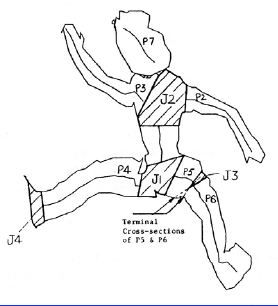 P7
P3
J2
P2
P4
J1
P5
J3
P6
J4
Terminal
Cross-sections
of P5 & P6